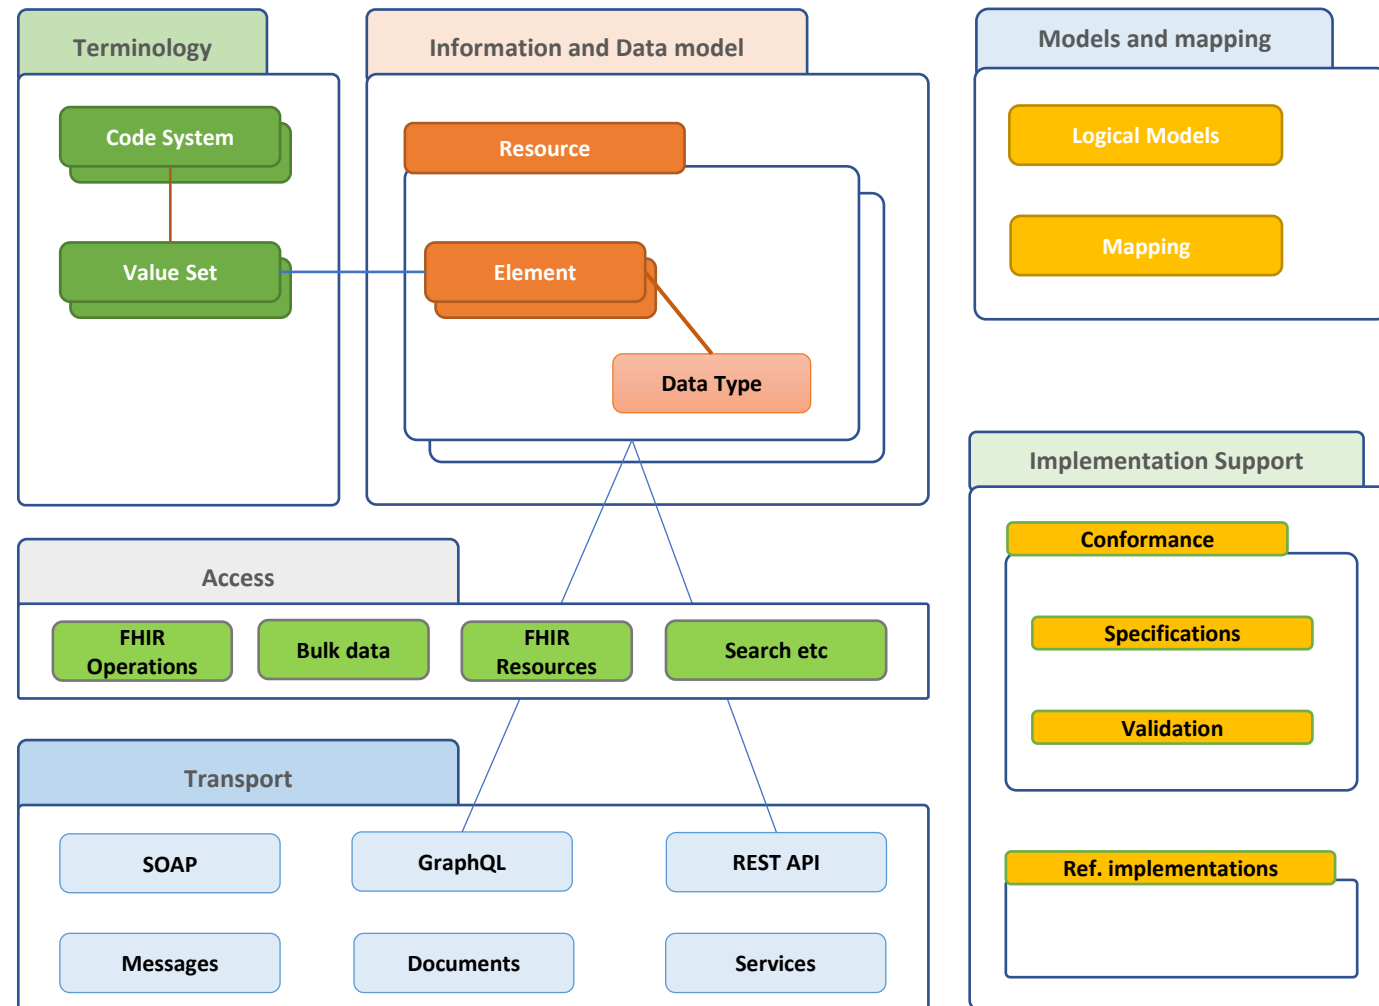 Terminology
Code System
Value Set
Information and Data model
Resource
Element
Data Type
Models and mapping
Logical Models
Mapping
Access
FHIR
Operations
Bulk data
FHIR
Resources
Search etc
Transport
SOAP
GraphQL
REST API
Messages
Documents
Services
Implementation Support
Conformance
Specifications
Validation
Ref. implementations